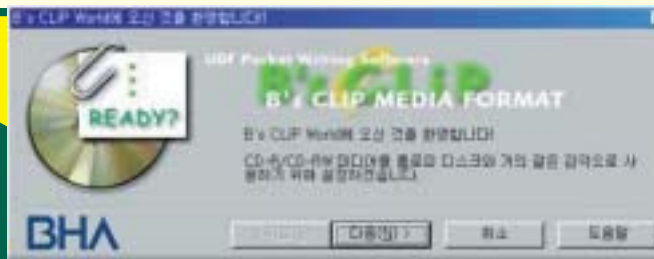 B's CLIP World에 오신 것을 환영합니다!
UDF Packet Writing Software
B's CLiP
B's CLIP MEDIA FORMAT
READY?
B's CLIP World에 오신 것을 환영합니다!
CD-R/CD-RW 미디어를 플로피 디스크와 거의 같은 감각으로 사
용하기 위해 설정하겠습니다.
BHA
다음(N) >
취소
도움말